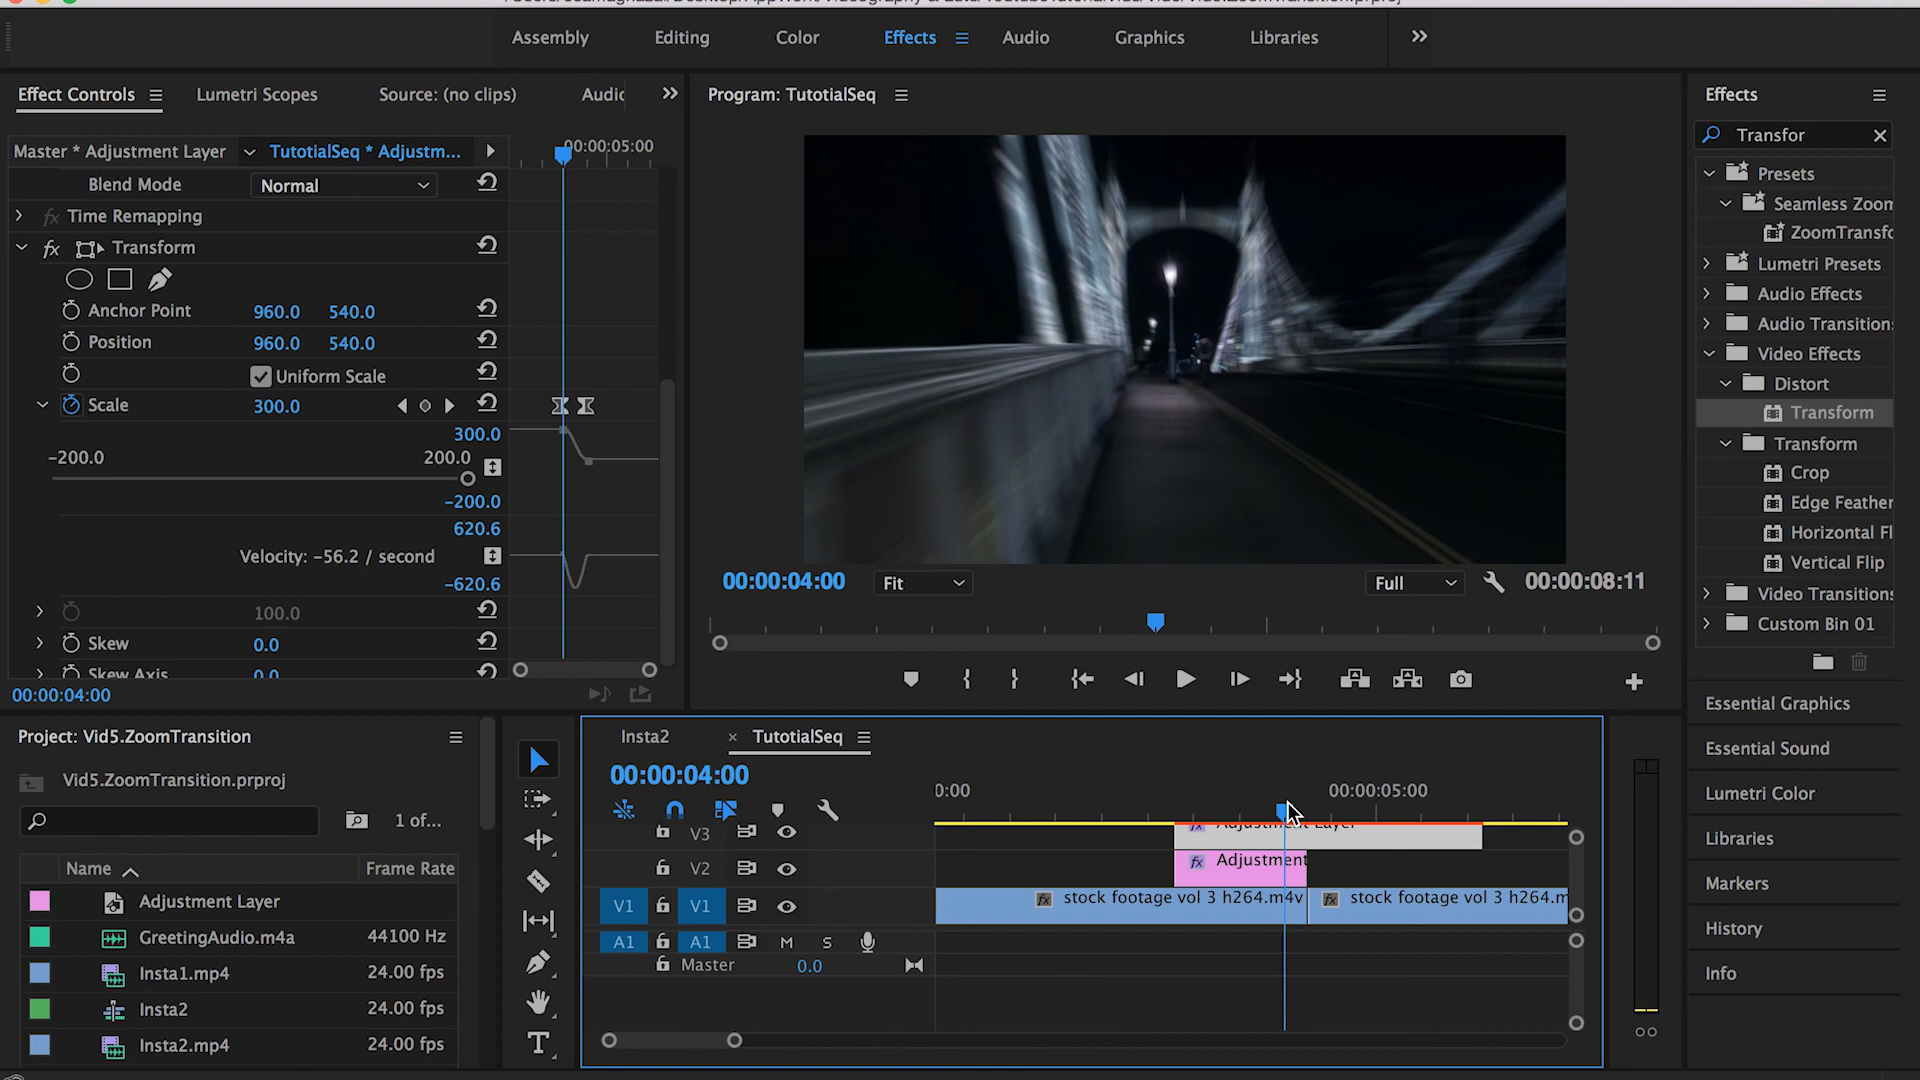 Assembly
Editing
Color
Effects
Audio
Graphics
Libraries
Effect Controls
Lumetri Scopes
Source: (no clips)
Master * Adjustment Layer
TutotialSeq * Adjustm...
00:00:05:00
Blend Mode
Normal
Time Remapping
fx Transform
Anchor Point 960.0 540.0
Position 960.0 540.0
Uniform Scale
Scale 300.0
300.0
-200.0 200.0
-200.0
620.6
Velocity: -56.2 / second
-620.6
100.0
Skew 0.0
Skew Axis 0.0
00:00:04:00
Program: TutotialSeq
00:00:04:00
Fit
Full
00:00:08:11
Effects
Transfor
Presets
Seamless Zoom
ZoomTransfo
Lumetri Presets
Audio Effects
Audio Transitions
Video Effects
Distort
Transform
Transform
Crop
Edge Feather
Horizontal Fl
Vertical Flip
Video Transitions
Custom Bin 01
Essential Graphics
Essential Sound
Lumetri Color
Libraries
Markers
History
Info
Project: Vid5.ZoomTransition
Vid5.ZoomTransition.prproj
1 of...
Name Frame Rate
Adjustment Layer
GreetingAudio.m4a 44100 Hz
Insta1.mp4 24.00 fps
Insta2 24.00 fps
Insta2.mp4 24.00 fps
Insta2
× TutotialSeq
00:00:04:00
0:00
00:00:05:00
V3
Adjustment Layer
V2
fx Adjustment
V1 V1
fx stock footage vol 3 h264.m4v
fx stock footage vol 3 h264.m
A1 A1 M S
Master 0.0